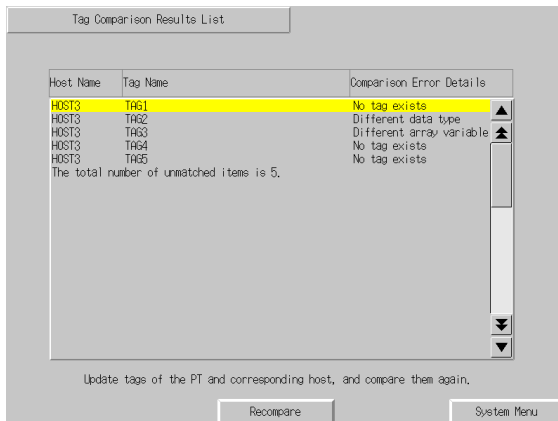 Tag Comparison Results List
Host Name Tag Name Comparison Error Details
HOST3 TAG1 No tag exists
HOST3 TAG2 Different data type
HOST3 TAG3 Different array variable
HOST3 TAG4 No tag exists
HOST3 TAG5 No tag exists
The total number of unmatched items is 5.
Update tags of the PT and corresponding host, and compare them again.
Recompare System Menu